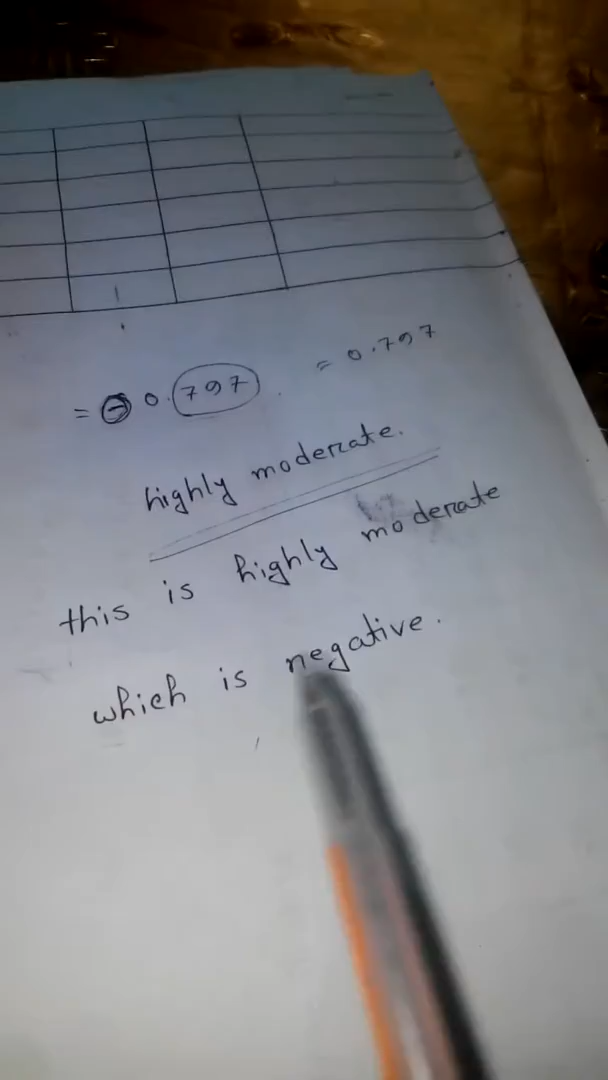 = - 0.797 = 0.797
highly moderate.
this is highly moderate
which is negative.